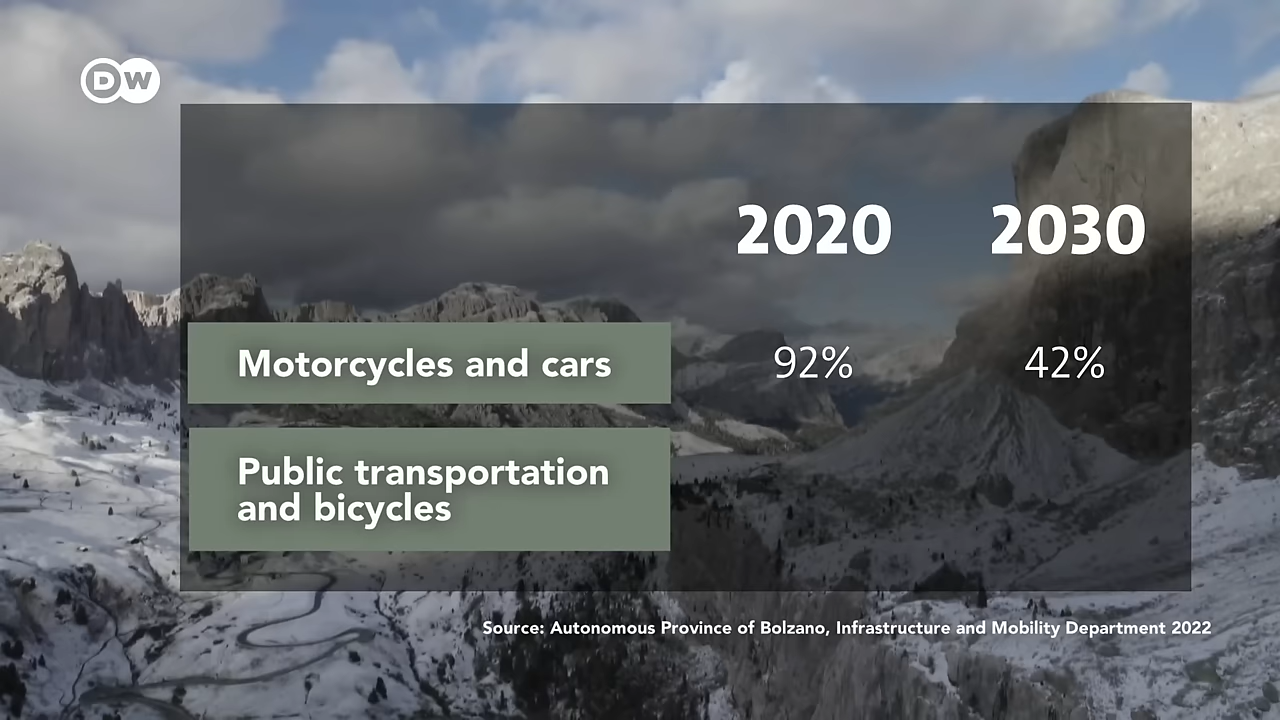 DW
2020 2030
Motorcycles and cars 92% 42%
Public transportation
and bicycles
Source: Autonomous Province of Bolzano, Infrastructure and Mobility Department 2022